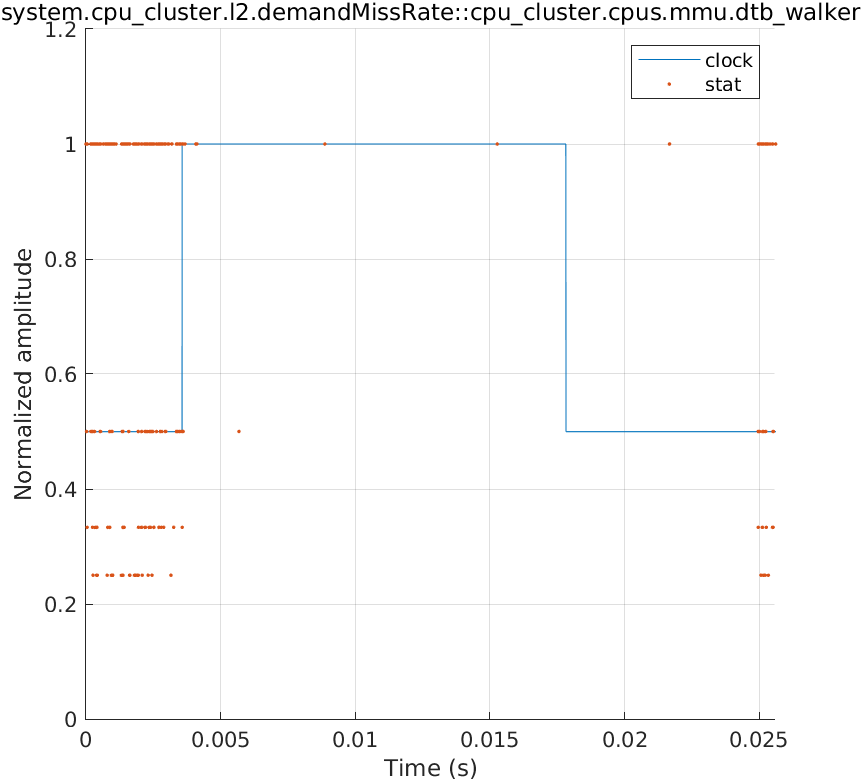 system.cpu_cluster.l2.demandMissRate::cpu_cluster.cpus.mmu.dtb_walker
clock
stat
1.2
1
0.8
0.6
0.4
0.2
0
Normalized amplitude
0
0.005
0.01
0.015
0.02
0.025
Time (s)